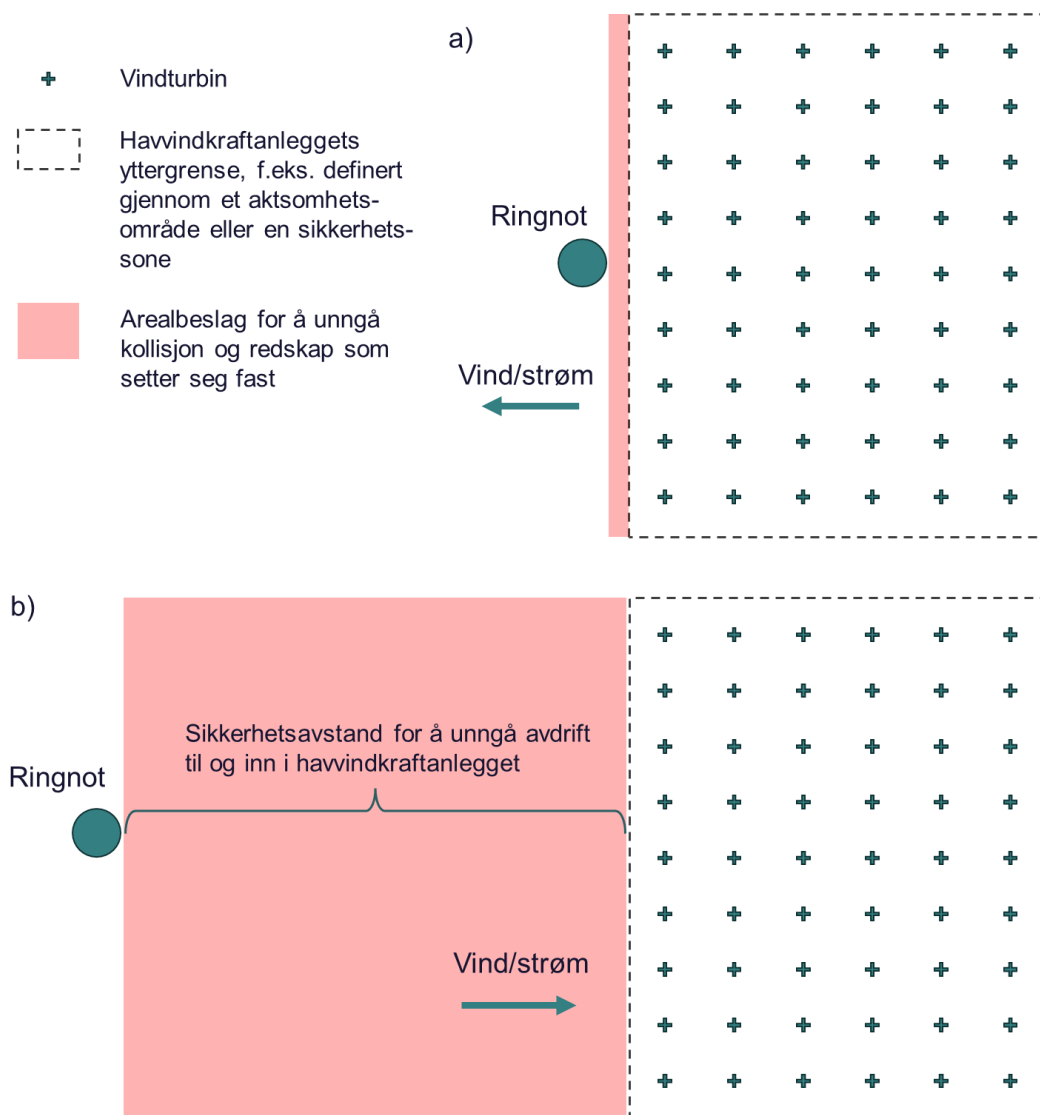 a)
Vindturbin
Havvindkraftanleggets
yttergrense, f.eks. definert
gjennom et aktsomhets-
område eller en sikkerhets-
sone
Arealbeslag for å unngå
kollisjon og redskap som
setter seg fast
Ringnot
Vind/strøm
b)
Sikkerhetsavstand for å unngå avdrift
til og inn i havvindkraftanlegget
Ringnot
Vind/strøm